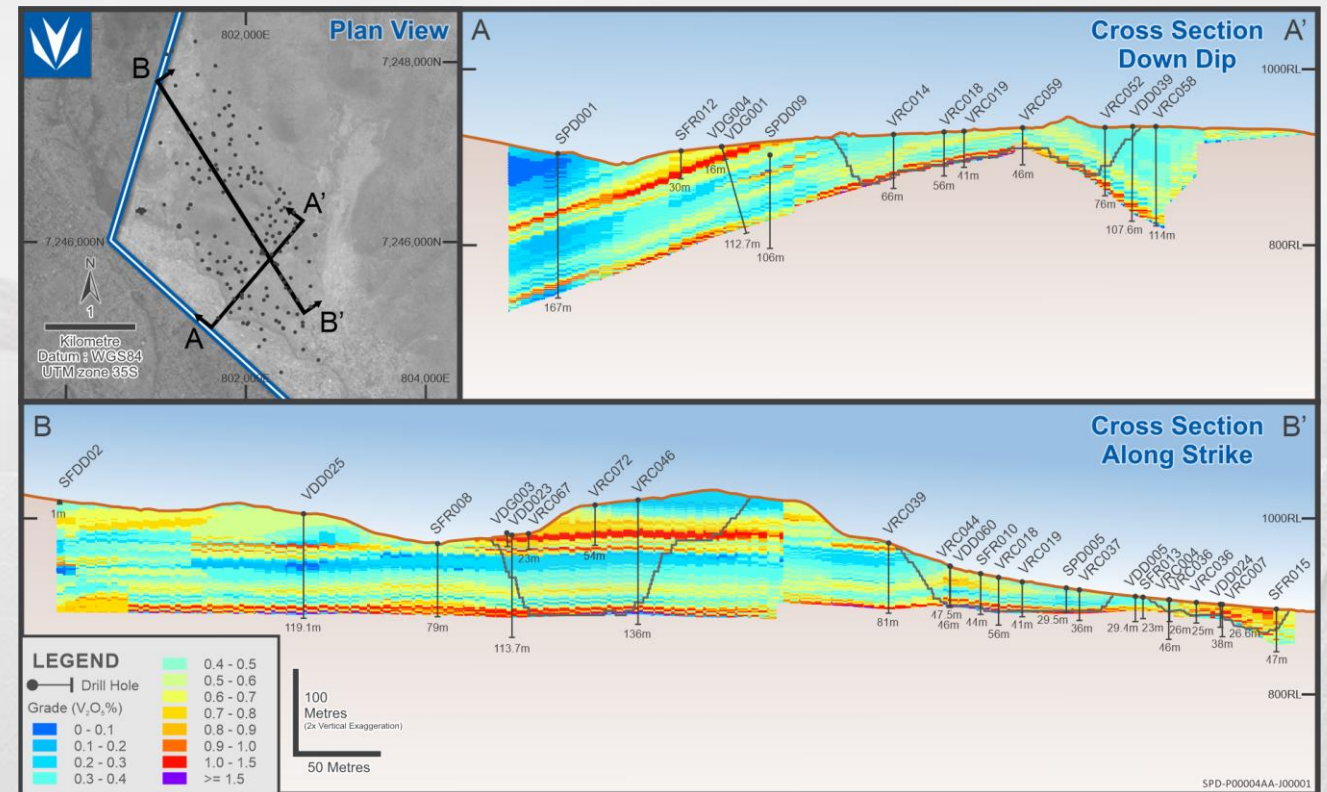 Plan View
802,000E
7,248,000N
B
A'
7,246,000N
7,246,000N
N
1
Kilometre
Datum : WGS84
UTM zone 35S
A
B'
802,000E
804,000E
A
A'
Cross Section
Down Dip
1000RL
800RL
SPD001
SFR012
VDG004
VDG001
SPD009
VRC014
VRC018
VRC019
VRC059
VRC052
VDD039
VRC058
167m
30m
16m
112.7m
106m
66m
56m
41m
46m
76m
107.6m
114m
B
B'
Cross Section
Along Strike
1000RL
800RL
SFDD02
VDD025
SFR008
VDG003
VDD023
VRC067
VRC072
VRC046
VRC039
VRC044
VDD060
SFR010
VRC018
VRC019
SPD005
VRC037
VDD005
SFR013
VRC004
VRC036
VRC036
VDD024
VRC007
SFR015
1m
119.1m
79m
113.7m
23m
54m
136m
81m
47.5m
46m
44m
56m
41m
29.5m
36m
29.4m
23m
46m
26m
25m
38m
26.6m
47m
LEGEND
Drill Hole
Grade (V₂O₅%)
0 - 0.1
0.1 - 0.2
0.2 - 0.3
0.3 - 0.4
0.4 - 0.5
0.5 - 0.6
0.6 - 0.7
0.7 - 0.8
0.8 - 0.9
0.9 - 1.0
1.0 - 1.5
>= 1.5
100
Metres
(2x Vertical Exaggeration)
50 Metres
SPD-P00004AA-J00001